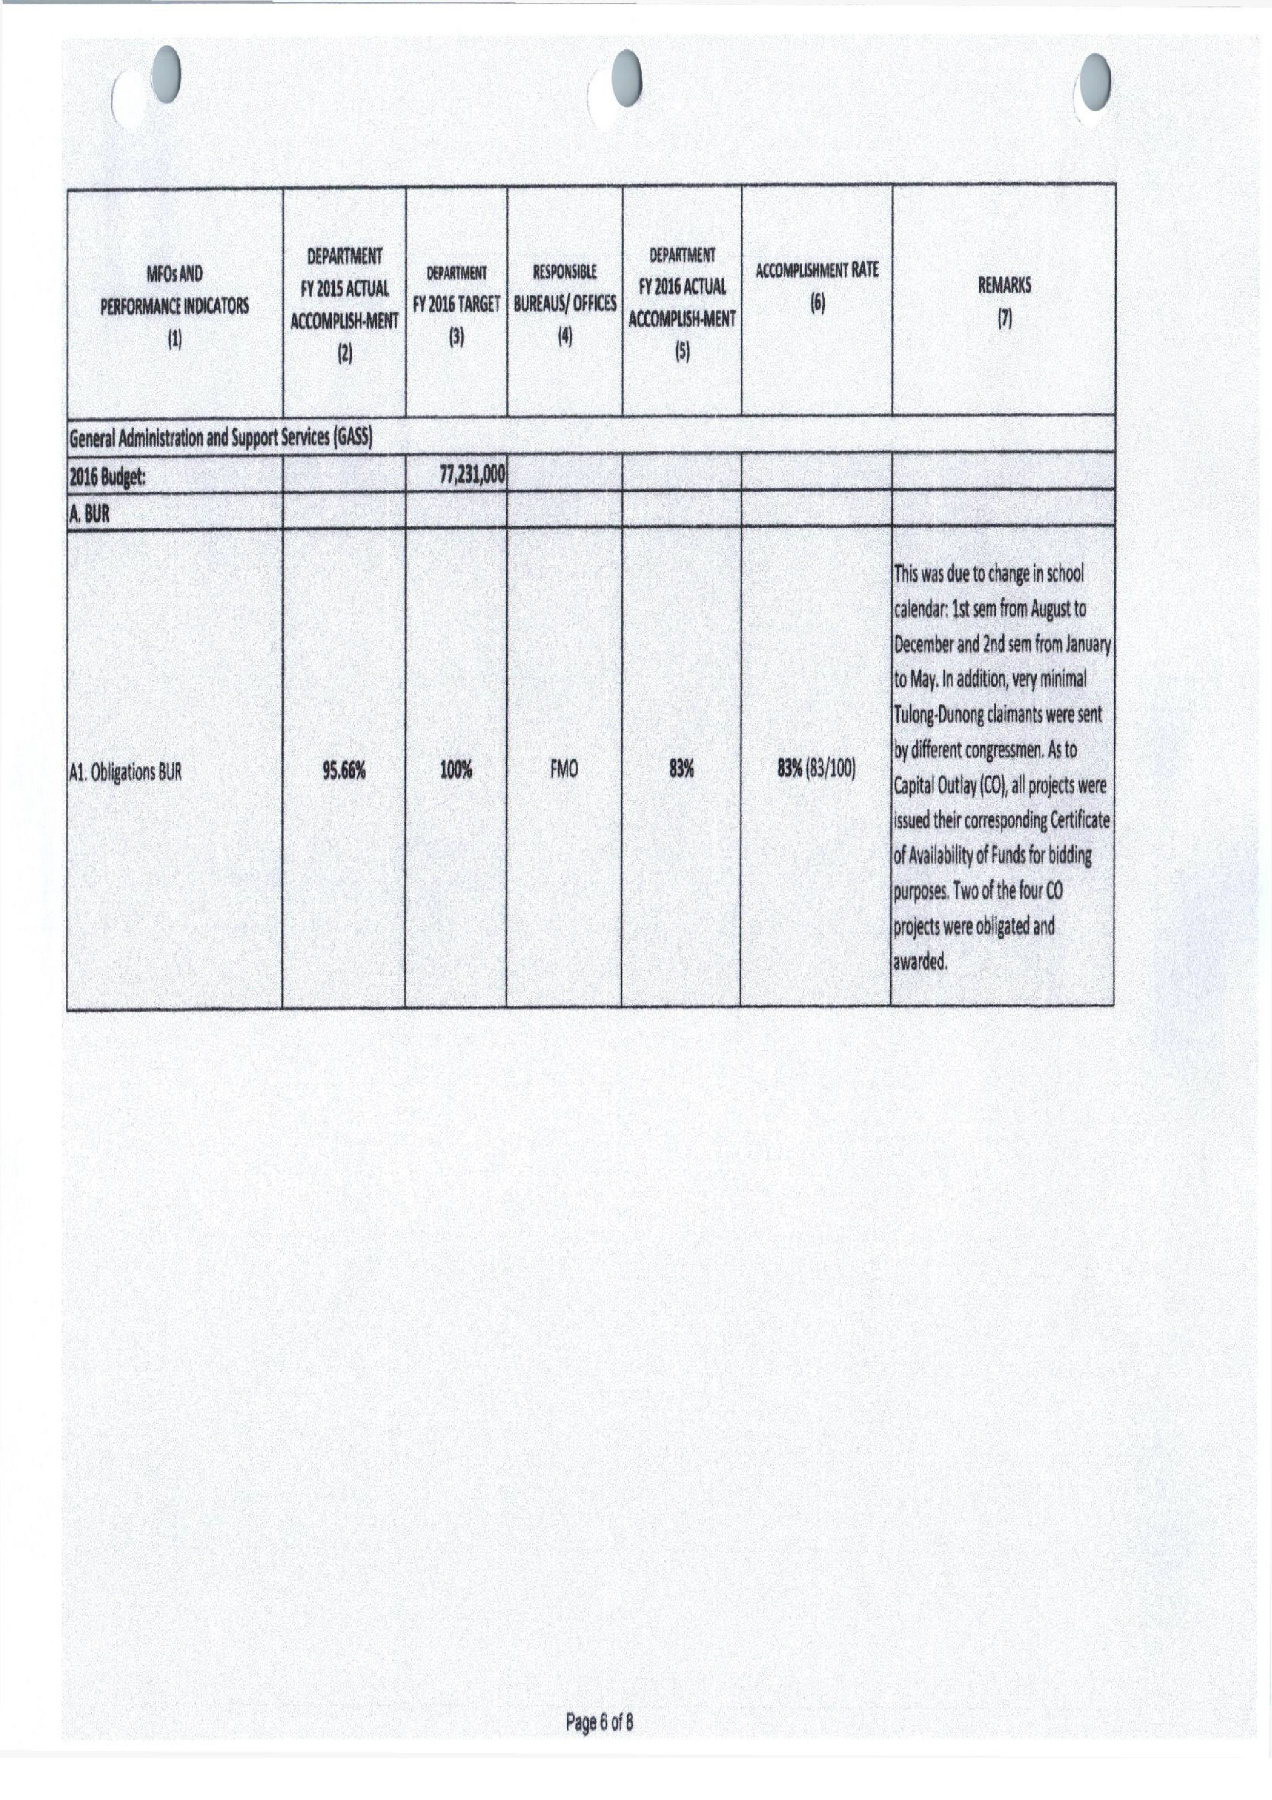 MFOs AND
PERFORMANCE INDICATORS
(1)
DEPARTMENT
FY 2015 ACTUAL
ACCOMPLISH-MENT
(2)
DEPARTMENT
FY 2016 TARGET
(3)
RESPONSIBLE
BUREAUS/ OFFICES
(4)
DEPARTMENT
FY 2016 ACTUAL
ACCOMPLISH-MENT
(5)
ACCOMPLISHMENT RATE
(6)
REMARKS
(7)
General Administration and Support Services (GASS)
2016 Budget: 77,231,000
A. BUR
A1. Obligations BUR 95.66% 100% FMO 83% 83% (83/100)
This was due to change in school
calendar: 1st sem from August to
December and 2nd sem from January
to May. In addition, very minimal
Tulong-Dunong claimants were sent
by different congressmen. As to
Capital Outlay (CO), all projects were
issued their corresponding Certificate
of Availability of Funds for bidding
purposes. Two of the four CO
projects were obligated and
awarded.
Page 6 of 8